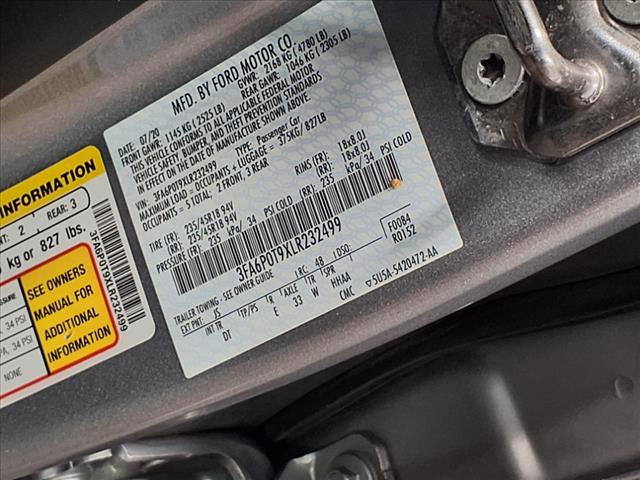 MFD. BY FORD MOTOR CO.
DATE: 07/20 GVWR: 2168 KG (4780 LB)
FRONT GAWR: 1145 KG (2525 LB) REAR GAWR: 1046 KG (2305 LB)
THIS VEHICLE CONFORMS TO ALL APPLICABLE FEDERAL MOTOR
VEHICLE SAFETY, BUMPER, AND THEFT PREVENTION STANDARDS
IN EFFECT ON THE DATE OF MANUFACTURE SHOWN ABOVE.
VIN: 3FA6P0T9XLR232499 TYPE: Passenger Car
MAXIMUM LOAD = OCCUPANTS + LUGGAGE = 375KG / 827LB
OCCUPANTS = 5 TOTAL: 2 FRONT, 3 REAR
TIRE (FR): 235/45R18 94V RIMS (FR): 18x8.0J
(RR): 235/45R18 94V (RR): 18x8.0J
PRESSURE (FR): 235 kPa/ 34 PSI COLD (RR): 235 kPa/ 34 PSI COLD
3FA6P0T9XLR232499
F0084
R0152
TRAILER TOWING - SEE OWNER GUIDE
EXT PNT: JS RC: 48 DSO:
INT TR TP/PS R AXLE TR
DT E 33 W HHAA
CMC 5U5A-5420472-AA
INFORMATION
2 REAR: 3
kg or 827 lbs.
SEE OWNERS
MANUAL FOR
ADDITIONAL
INFORMATION
34 PSI
34 PSI
NONE
3FA6P0T9XLR232499